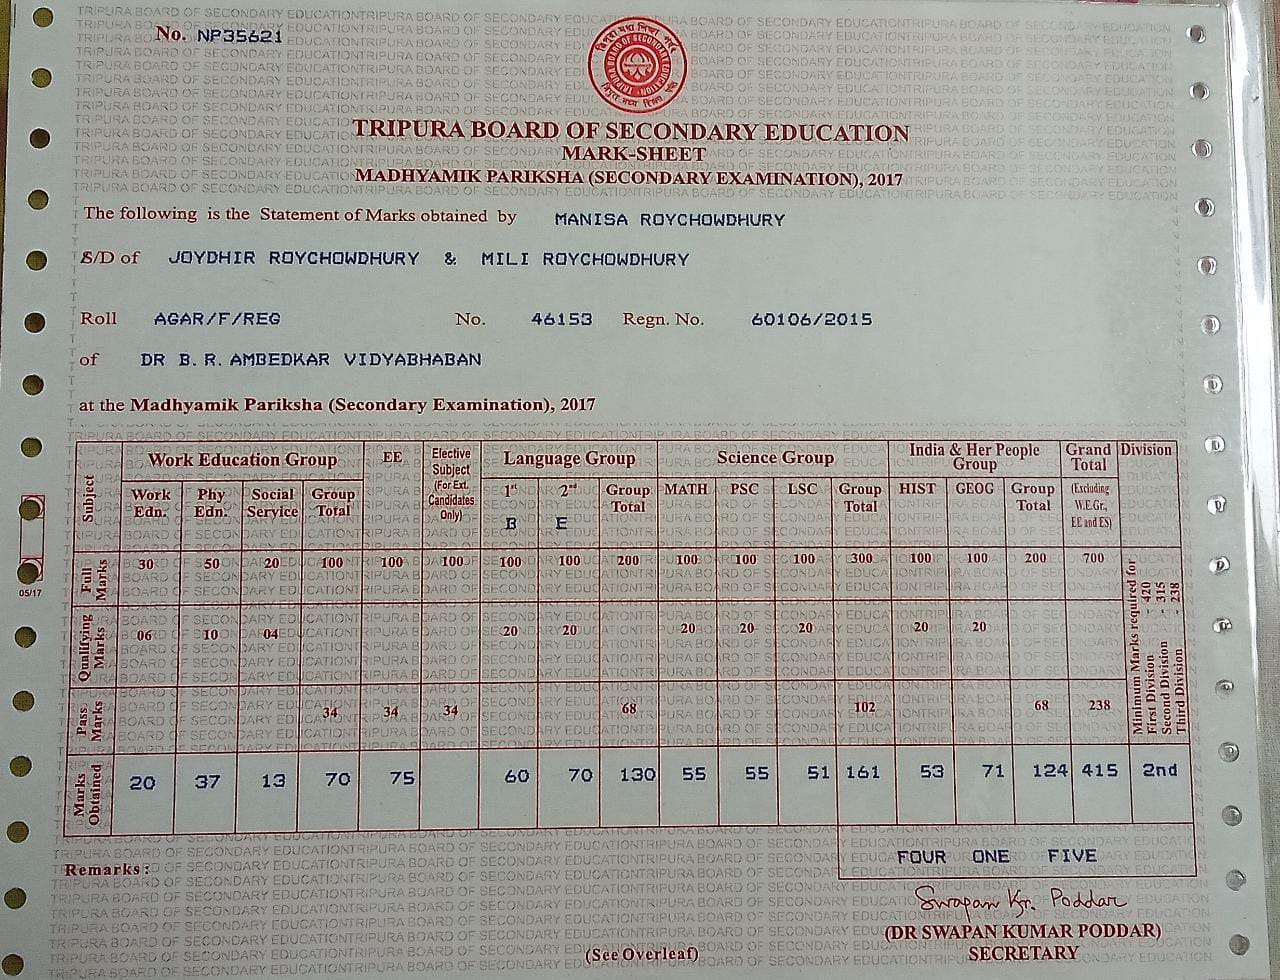 No. NP35621
TRIPURA BOARD OF SECONDARY EDUCATION
TRIPURA BOARD OF SECONDARY EDUCATION
MARK-SHEET
MADHYAMIK PARIKSHA (SECONDARY EXAMINATION), 2017
The following is the Statement of Marks obtained by MANISA ROYCHOWDHURY
S/D of JOYDHIR ROYCHOWDHURY & MILI ROYCHOWDHURY
Roll AGAR/F/REG No. 46153 Regn. No. 60106/2015
of DR B.R.AMBEDKAR VIDYABHABAN
at the Madhyamik Pariksha (Secondary Examination), 2017
Subject
Work Education Group
Work Edn.
Phy Edn.
Social Service
Group Total
EE
Elective Subject (For Ext. Candidates Only)
Language Group
1st B
2nd E
Group Total
Science Group
MATH
PSC
LSC
Group Total
India & Her People Group
HIST
GEOG
Group Total
Grand Total (Excluding W.E.Gr., EE and ES)
Division
Full Marks 30 50 20 100 100 100 100 100 200 100 100 100 300 100 100 200 700
Qualifying Marks 06 10 04 20 20 20 20 20 20 20
Pass Marks 34 34 34 68 102 68 238
Minimum Marks required for
First Division - 420
Second Division - 315
Third Division - 238
Marks Obtained 20 37 13 70 75 60 70 130 55 55 51 161 53 71 124 415 2nd
05/17
FOUR ONE FIVE
Remarks:
Swapan Kr. Poddar
(DR SWAPAN KUMAR PODDAR)
(See Overleaf) SECRETARY